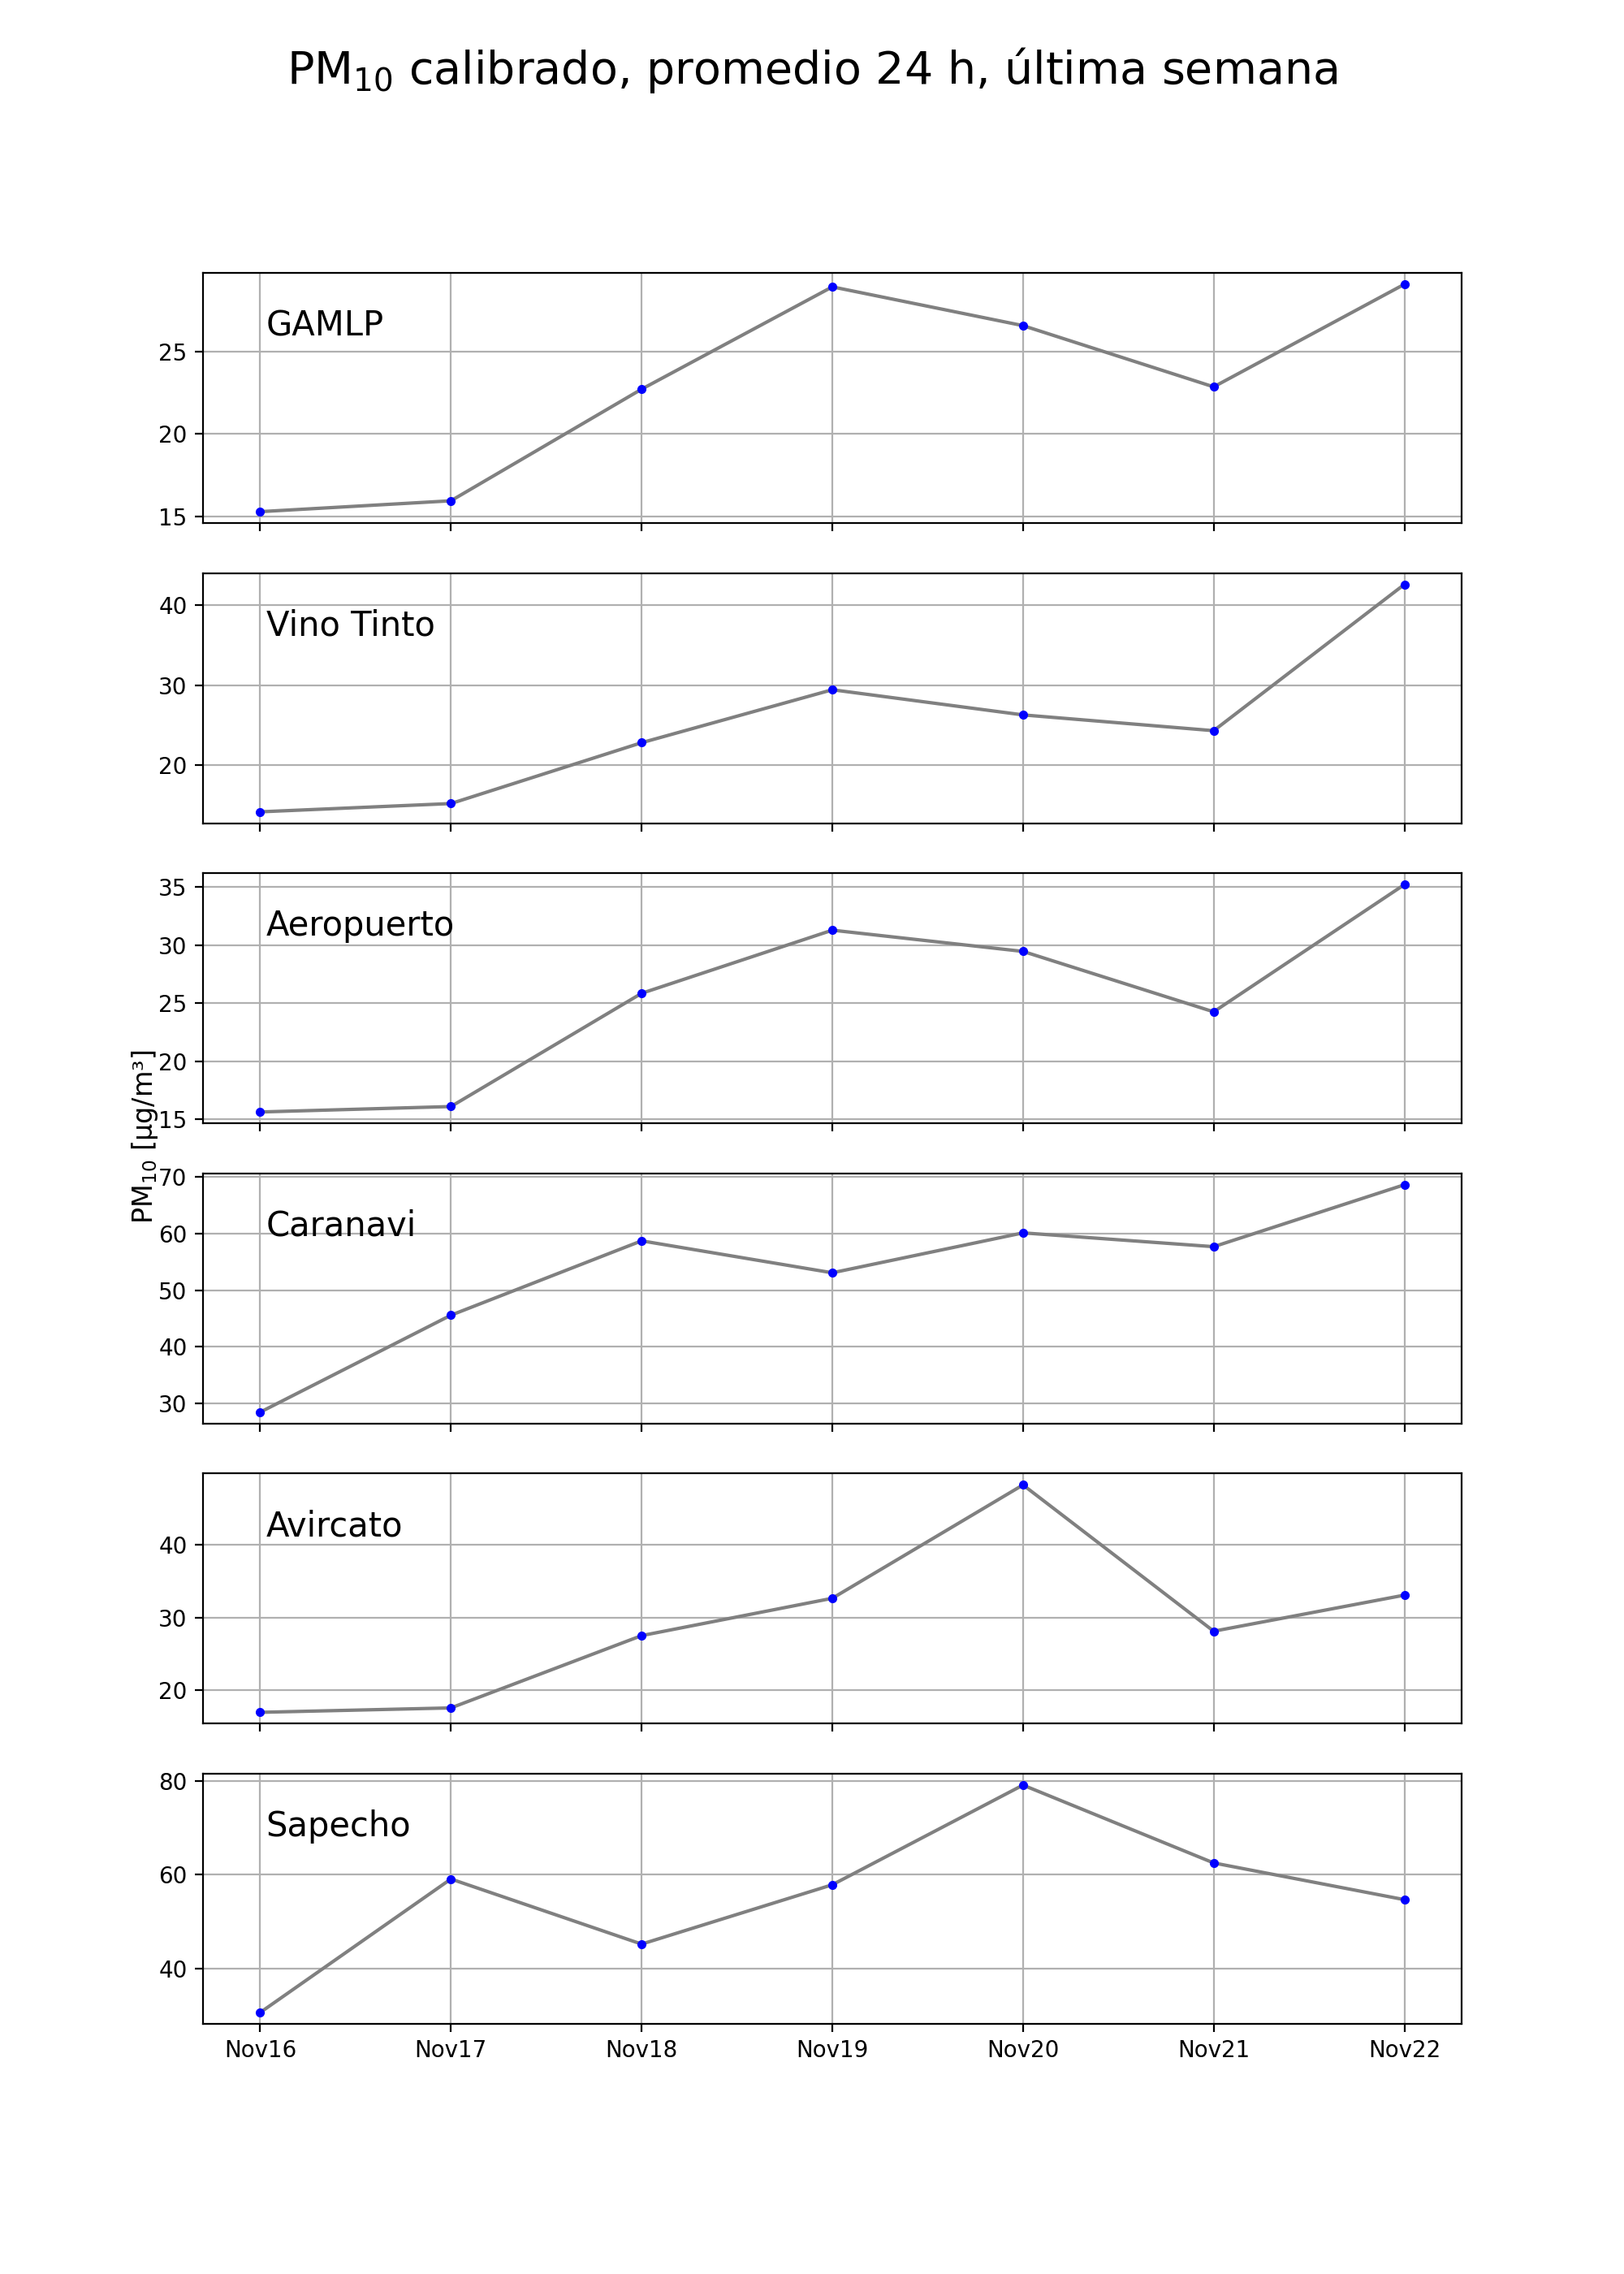 PM₁₀ calibrado, promedio 24 h, última semana
GAMLP
25
20
15
Vino Tinto
40
30
20
Aeropuerto
35
30
25
20
15
PM₁₀ [µg/m³]
Caranavi
70
60
50
40
30
Avircato
40
30
20
Sapecho
80
60
40
Nov16 Nov17 Nov18 Nov19 Nov20 Nov21 Nov22